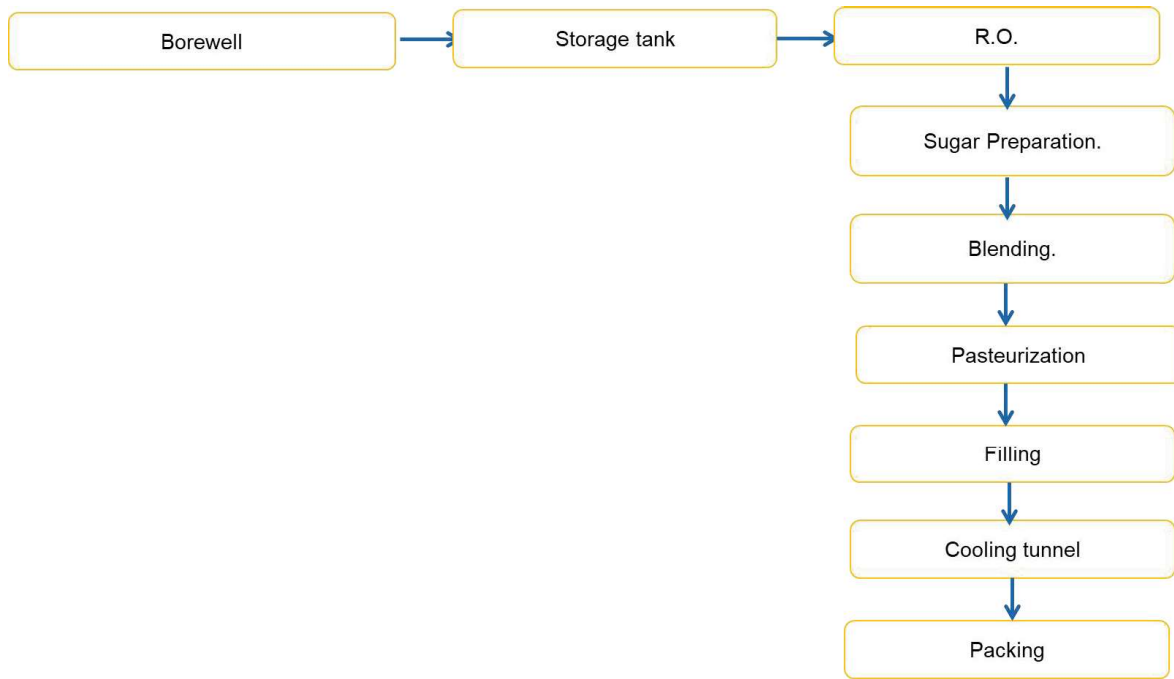 Borewell
Storage tank
R.O.
Sugar Preparation.
Blending.
Pasteurization
Filling
Cooling tunnel
Packing